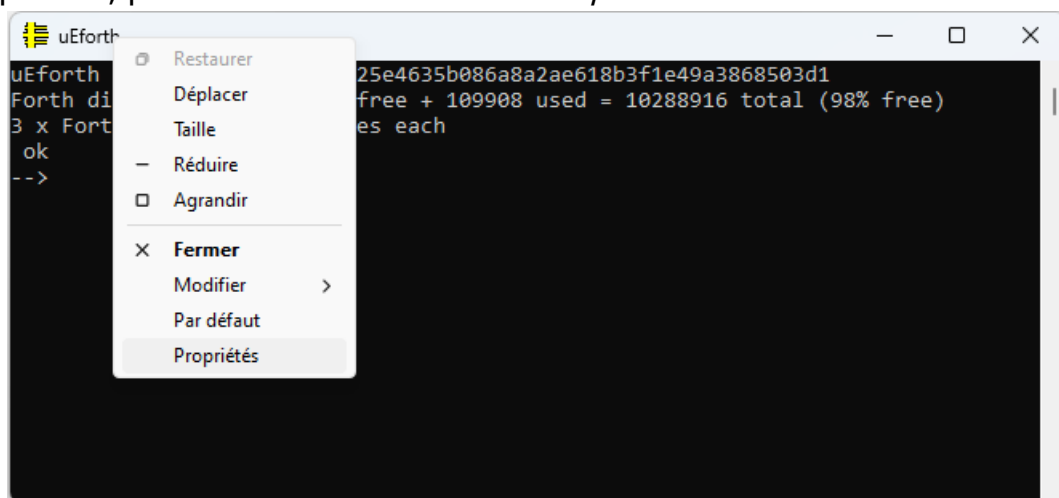 uEforth
uEforth 25e4635b086a8a2ae618b3f1e49a3868503d1
Forth di free + 109908 used = 10288916 total (98% free)
3 x Fort es each
ok
-->
Restaurer
Déplacer
Taille
Réduire
Agrandir
Fermer
Modifier
Par défaut
Propriétés